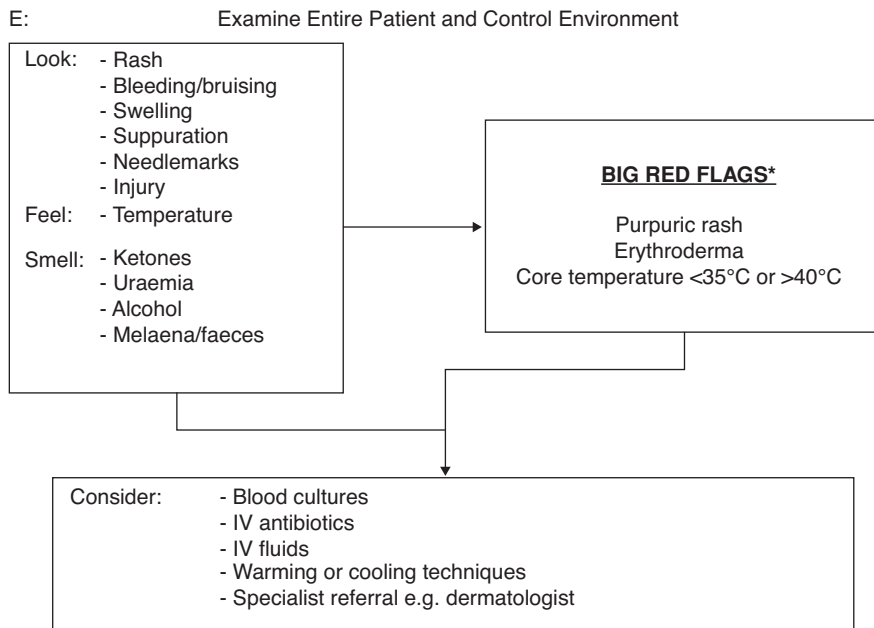 E: Examine Entire Patient and Control Environment
Look: - Rash
- Bleeding/bruising
- Swelling
- Suppuration
- Needlemarks
- Injury
Feel: - Temperature
Smell: - Ketones
- Uraemia
- Alcohol
- Melaena/faeces
BIG RED FLAGS*
Purpuric rash
Erythroderma
Core temperature <35°C or >40°C
Consider: - Blood cultures
- IV antibiotics
- IV fluids
- Warming or cooling techniques
- Specialist referral e.g. dermatologist